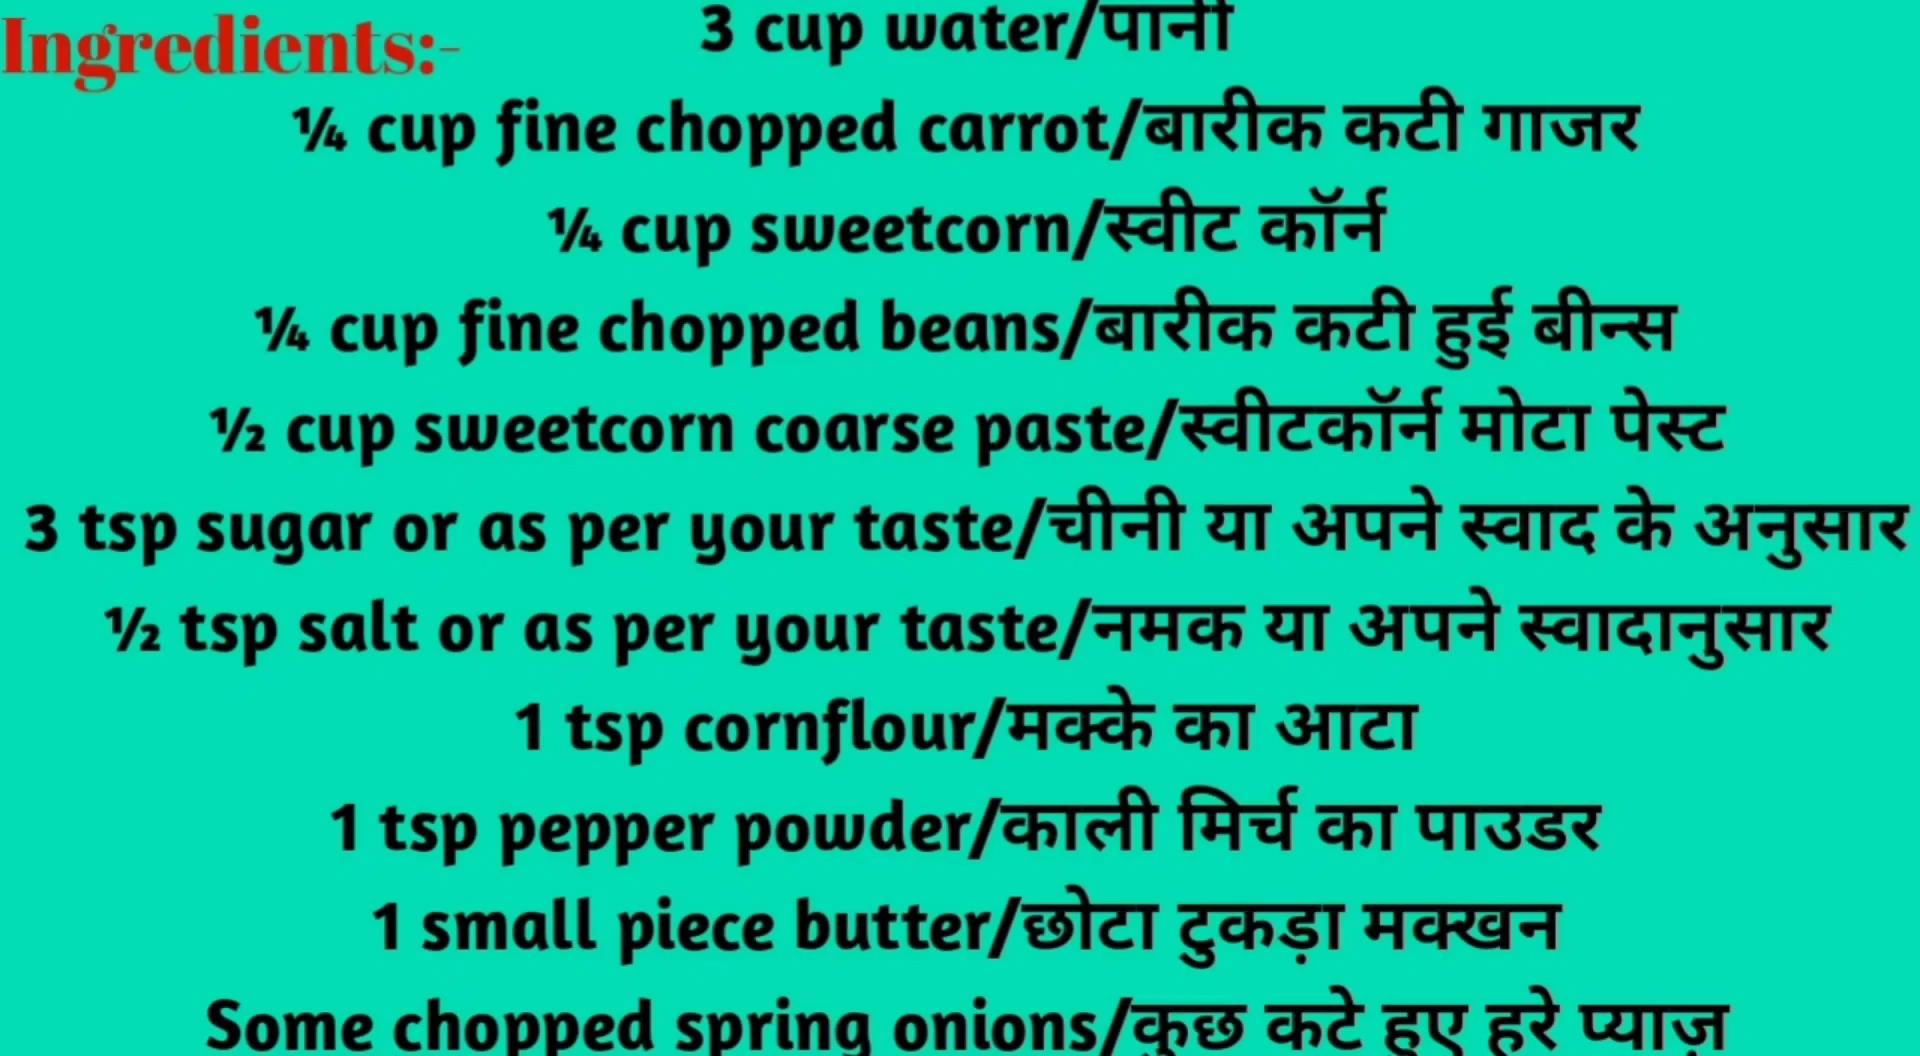 Ingredients:-
3 cup water/पानी
¼ cup fine chopped carrot/बारीक कटी गाजर
¼ cup sweetcorn/स्वीट कॉर्न
¼ cup fine chopped beans/बारीक कटी हुई बीन्स
½ cup sweetcorn coarse paste/स्वीटकॉर्न मोटा पेस्ट
3 tsp sugar or as per your taste/चीनी या अपने स्वाद के अनुसार
½ tsp salt or as per your taste/नमक या अपने स्वादानुसार
1 tsp cornflour/मक्के का आटा
1 tsp pepper powder/काली मिर्च का पाउडर
1 small piece butter/छोटा टुकड़ा मक्खन
Some chopped spring onions/कुछ कटे हुए हरे प्याज़